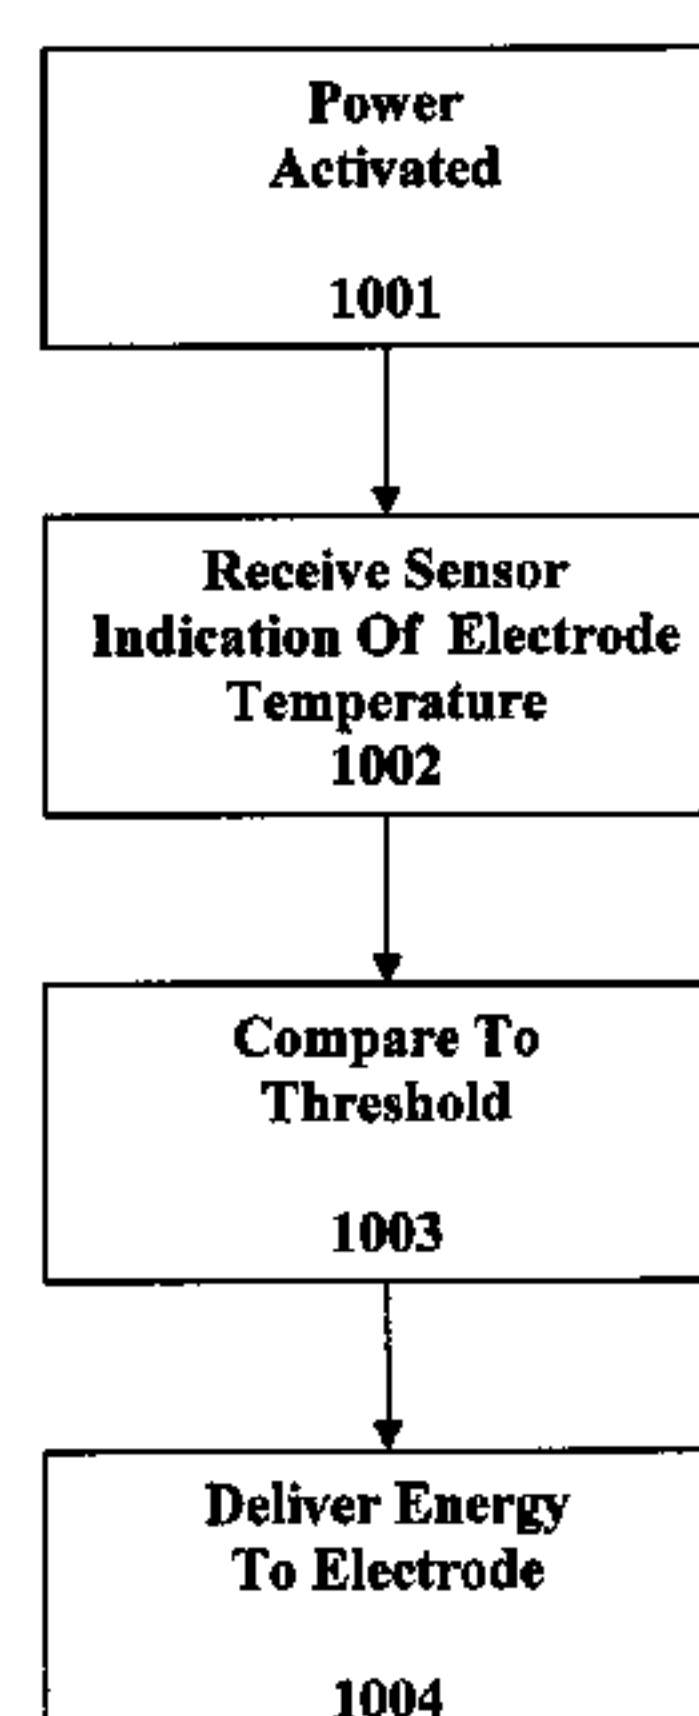 Power
Activated
1001
Receive Sensor
Indication Of Electrode
Temperature
1002
Compare To
Threshold
1003
Deliver Energy
To Electrode
1004